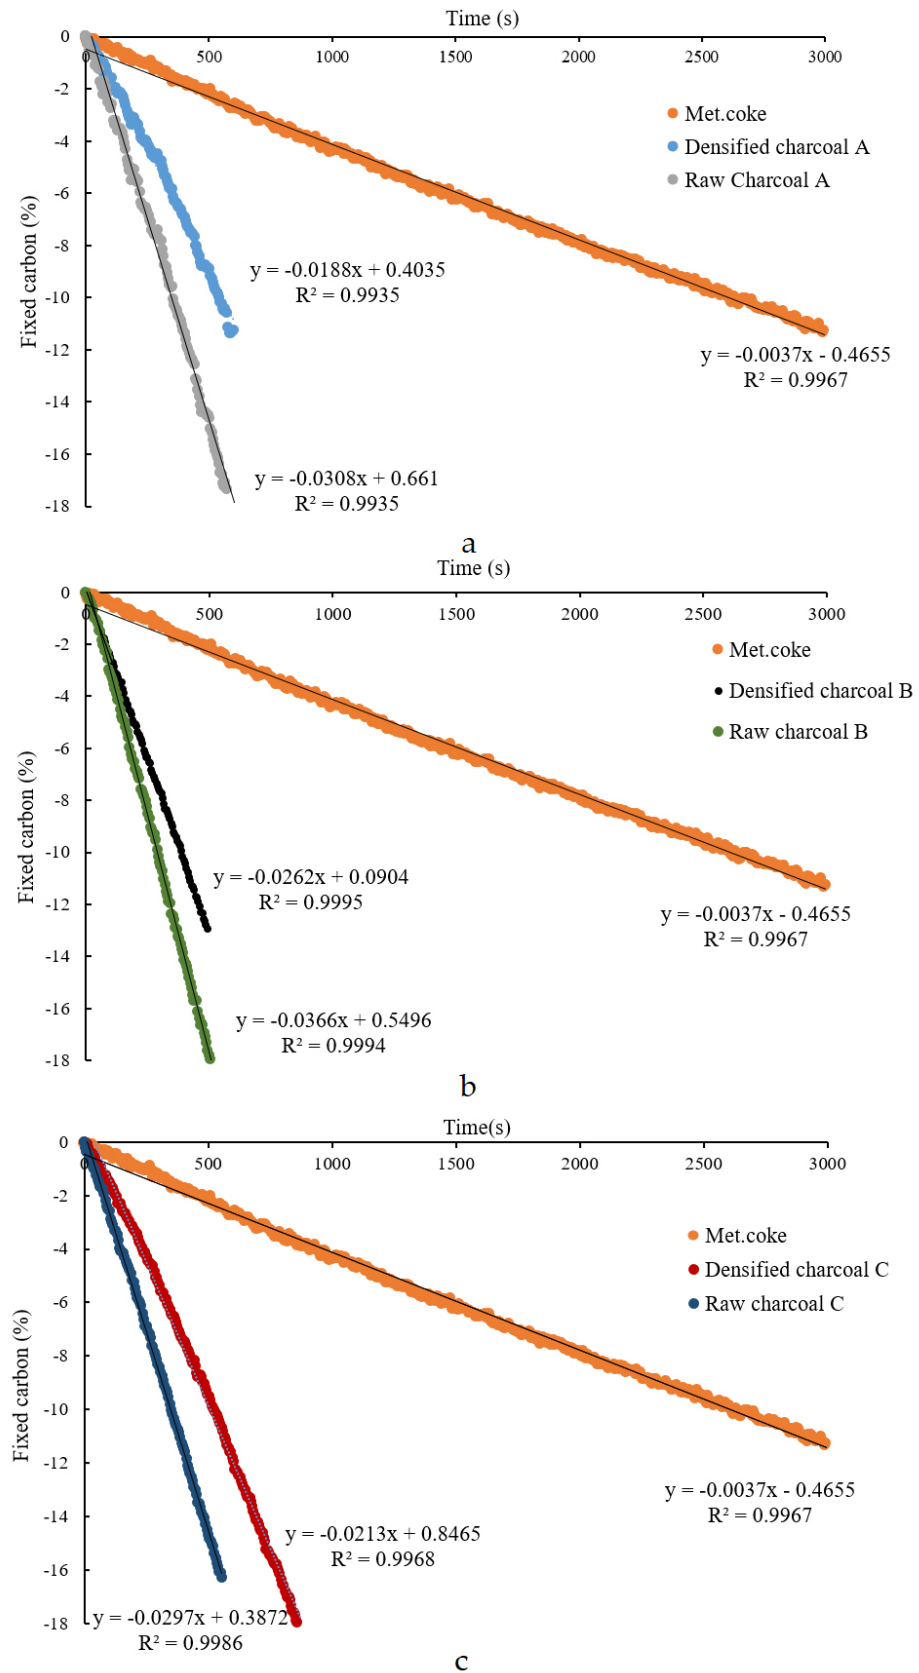 Time (s)
0 500 1000 1500 2000 2500 3000
0
-2
-4
-6
-8
-10
-12
-14
-16
-18
Fixed carbon (%)
Met.coke
Densified charcoal A
Raw Charcoal A
y = -0.0188x + 0.4035
R² = 0.9935
y = -0.0037x - 0.4655
R² = 0.9967
y = -0.0308x + 0.661
R² = 0.9935
a
Time (s)
0 500 1000 1500 2000 2500 3000
0
-2
-4
-6
-8
-10
-12
-14
-16
-18
Fixed carbon (%)
Met.coke
Densified charcoal B
Raw charcoal B
y = -0.0262x + 0.0904
R² = 0.9995
y = -0.0037x - 0.4655
R² = 0.9967
y = -0.0366x + 0.5496
R² = 0.9994
b
Time(s)
0 500 1000 1500 2000 2500 3000
0
-2
-4
-6
-8
-10
-12
-14
-16
-18
Fixed carbon (%)
Met.coke
Densified charcoal C
Raw charcoal C
y = -0.0037x - 0.4655
R² = 0.9967
y = -0.0213x + 0.8465
R² = 0.9968
y = -0.0297x + 0.3872
R² = 0.9986
c